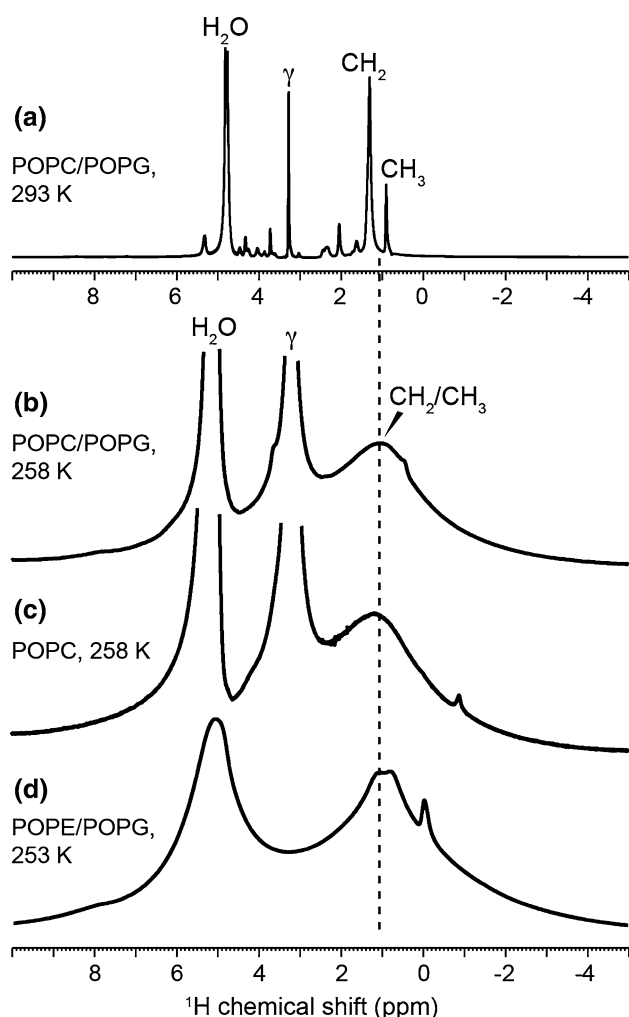 H₂O
γ
CH₂
CH₃
(a)
POPC/POPG,
293 K
8 6 4 2 0 -2 -4
H₂O
γ
(b)
CH₂/CH₃
POPC/POPG,
258 K
(c)
POPC, 258 K
(d)
POPE/POPG,
253 K
8 6 4 2 0 -2 -4
¹H chemical shift (ppm)